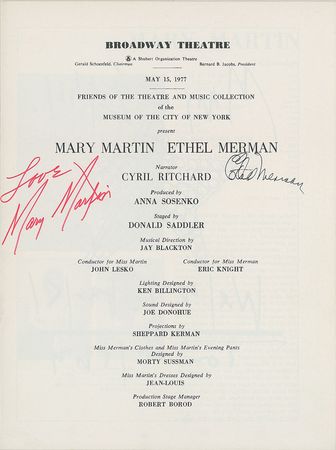 BROADWAY THEATRE
A Shubert Organization Theatre
Gerald Schoenfeld, Chairman Bernard B. Jacobs, President
MAY 15, 1977
FRIENDS OF THE THEATRE AND MUSIC COLLECTION
of the
MUSEUM OF THE CITY OF NEW YORK
present
MARY MARTIN ETHEL MERMAN
Narrator
CYRIL RITCHARD
Love
Mary Martin
Ethel Merman
Produced by
ANNA SOSENKO
Staged by
DONALD SADDLER
Musical Direction by
JAY BLACKTON
Conductor for Miss Martin Conductor for Miss Merman
JOHN LESKO ERIC KNIGHT
Lighting Designed by
KEN BILLINGTON
Sound Designed by
JOE DONOHUE
Projections by
SHEPPARD KERMAN
Miss Merman's Clothes and Miss Martin's Evening Pants
Designed by
MORTY SUSSMAN
Miss Martin's Dresses Designed by
JEAN-LOUIS
Production Stage Manager
ROBERT BOROD